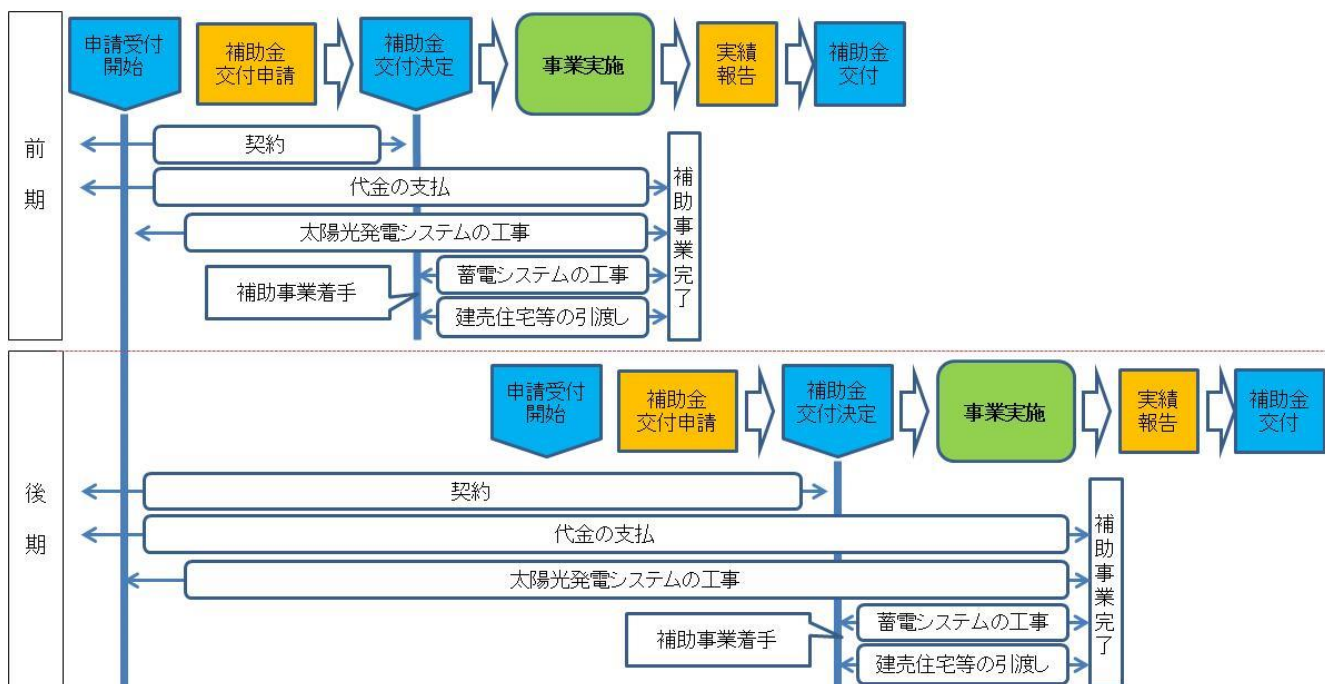 前
期
申請受付
開始
補助金
交付申請
補助金
交付決定
事業実施
実績
報告
補助金
交付
契約
代金の支払
太陽光発電システムの工事
蓄電システムの工事
補助事業着手
建売住宅等の引渡し
補助事業完了
後
期
申請受付
開始
補助金
交付申請
補助金
交付決定
事業実施
実績
報告
補助金
交付
契約
代金の支払
太陽光発電システムの工事
蓄電システムの工事
補助事業着手
建売住宅等の引渡し
補助事業完了